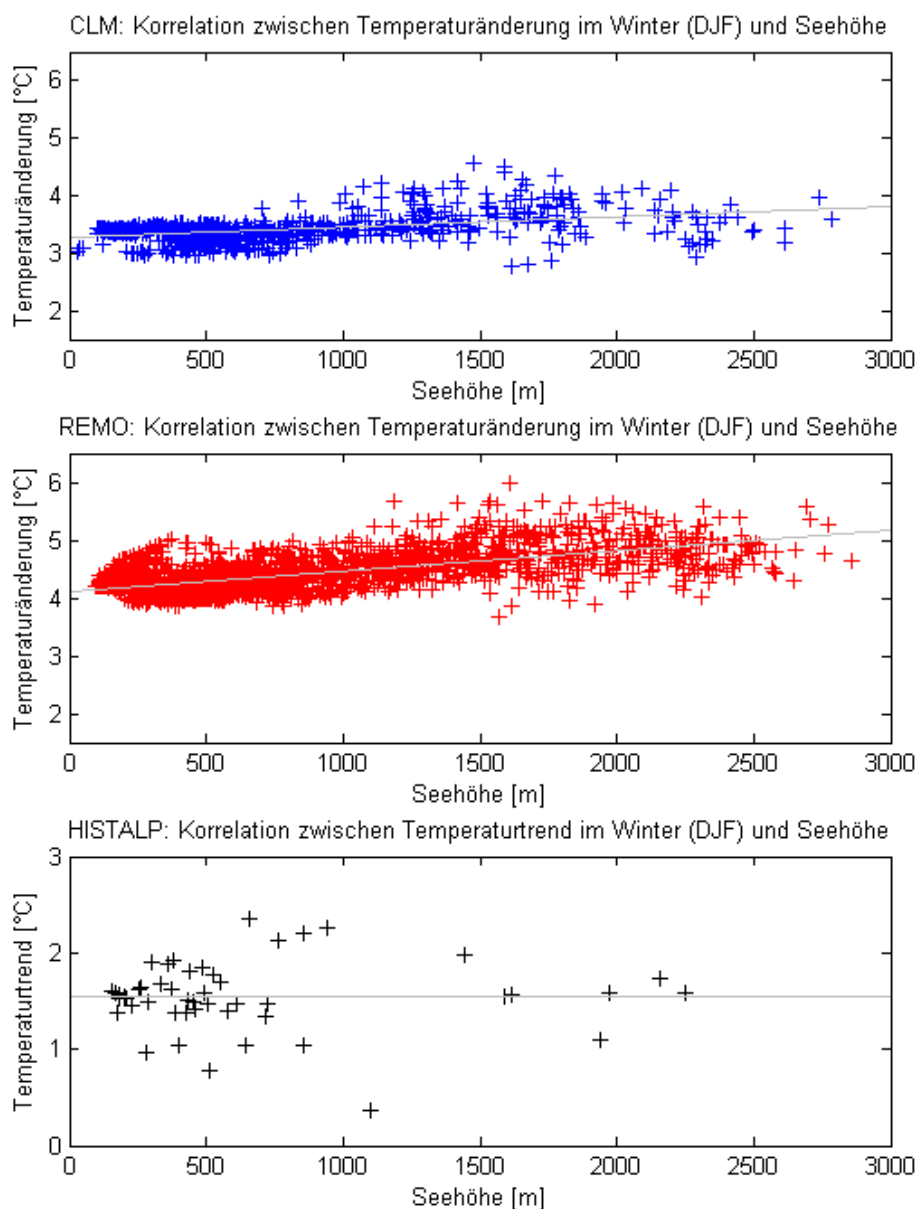 CLM: Korrelation zwischen Temperaturänderung im Winter (DJF) und Seehöhe
Temperaturänderung [°C]
6
5
4
3
2
0 500 1000 1500 2000 2500 3000
Seehöhe [m]
REMO: Korrelation zwischen Temperaturänderung im Winter (DJF) und Seehöhe
Temperaturänderung [°C]
6
5
4
3
2
0 500 1000 1500 2000 2500 3000
Seehöhe [m]
HISTALP: Korrelation zwischen Temperaturtrend im Winter (DJF) und Seehöhe
Temperaturtrend [°C]
3
2
1
0
0 500 1000 1500 2000 2500 3000
Seehöhe [m]